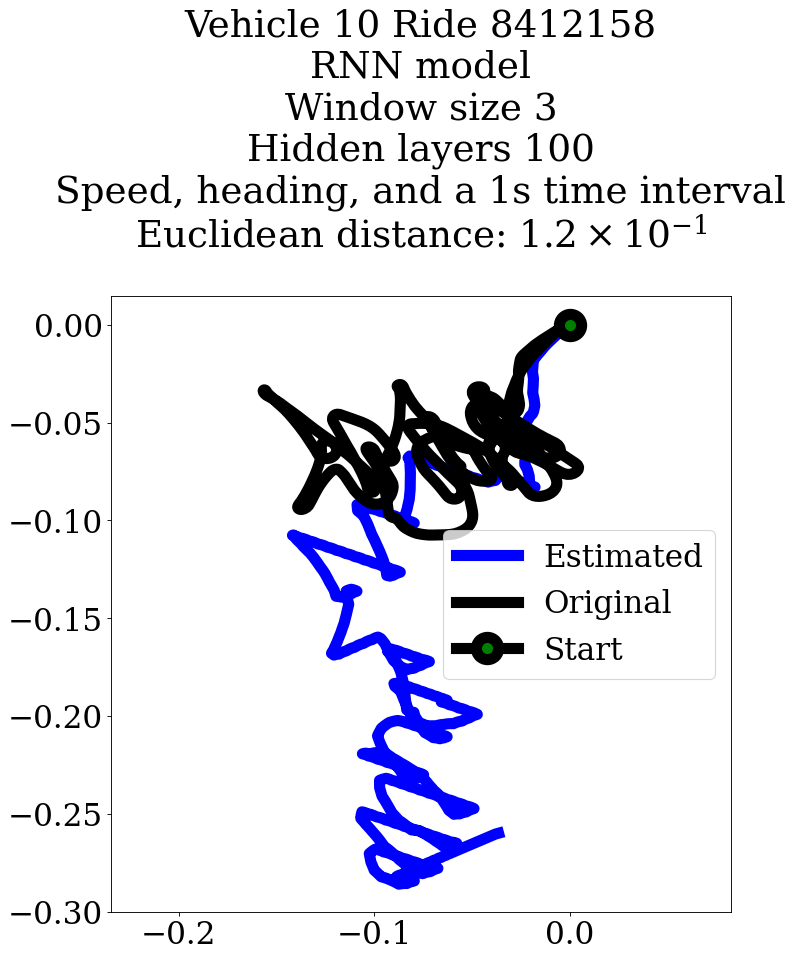 Vehicle 10 Ride 8412158
RNN model
Window size 3
Hidden layers 100
Speed, heading, and a 1s time interval
Euclidean distance: 1.2 × 10⁻¹
0.00
−0.05
−0.10
−0.15
−0.20
−0.25
−0.30
Estimated
Original
Start
−0.2 −0.1 0.0